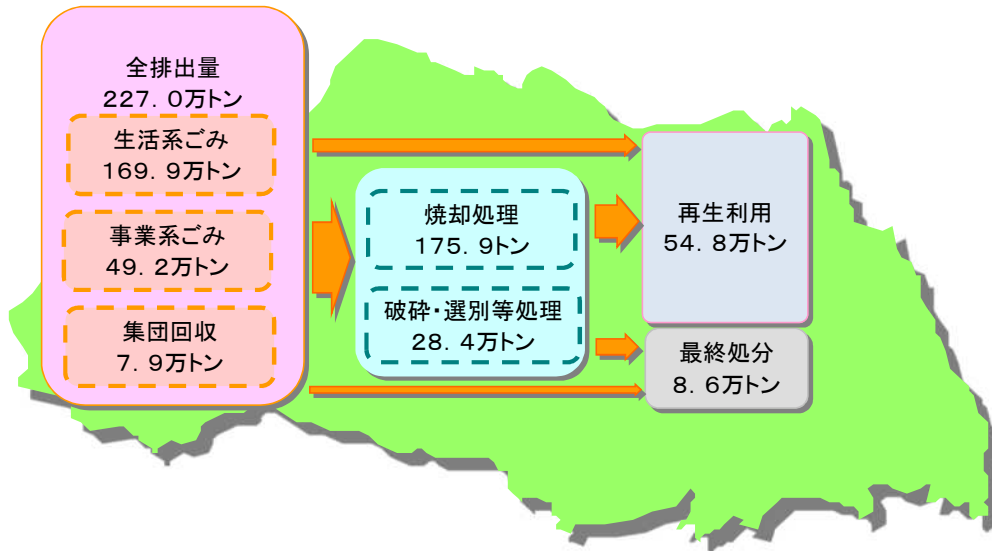 全排出量
227.0万トン
生活系ごみ
169.9万トン
事業系ごみ
49.2万トン
集団回収
7.9万トン
焼却処理
175.9トン
破砕・選別等処理
28.4万トン
再生利用
54.8万トン
最終処分
8.6万トン